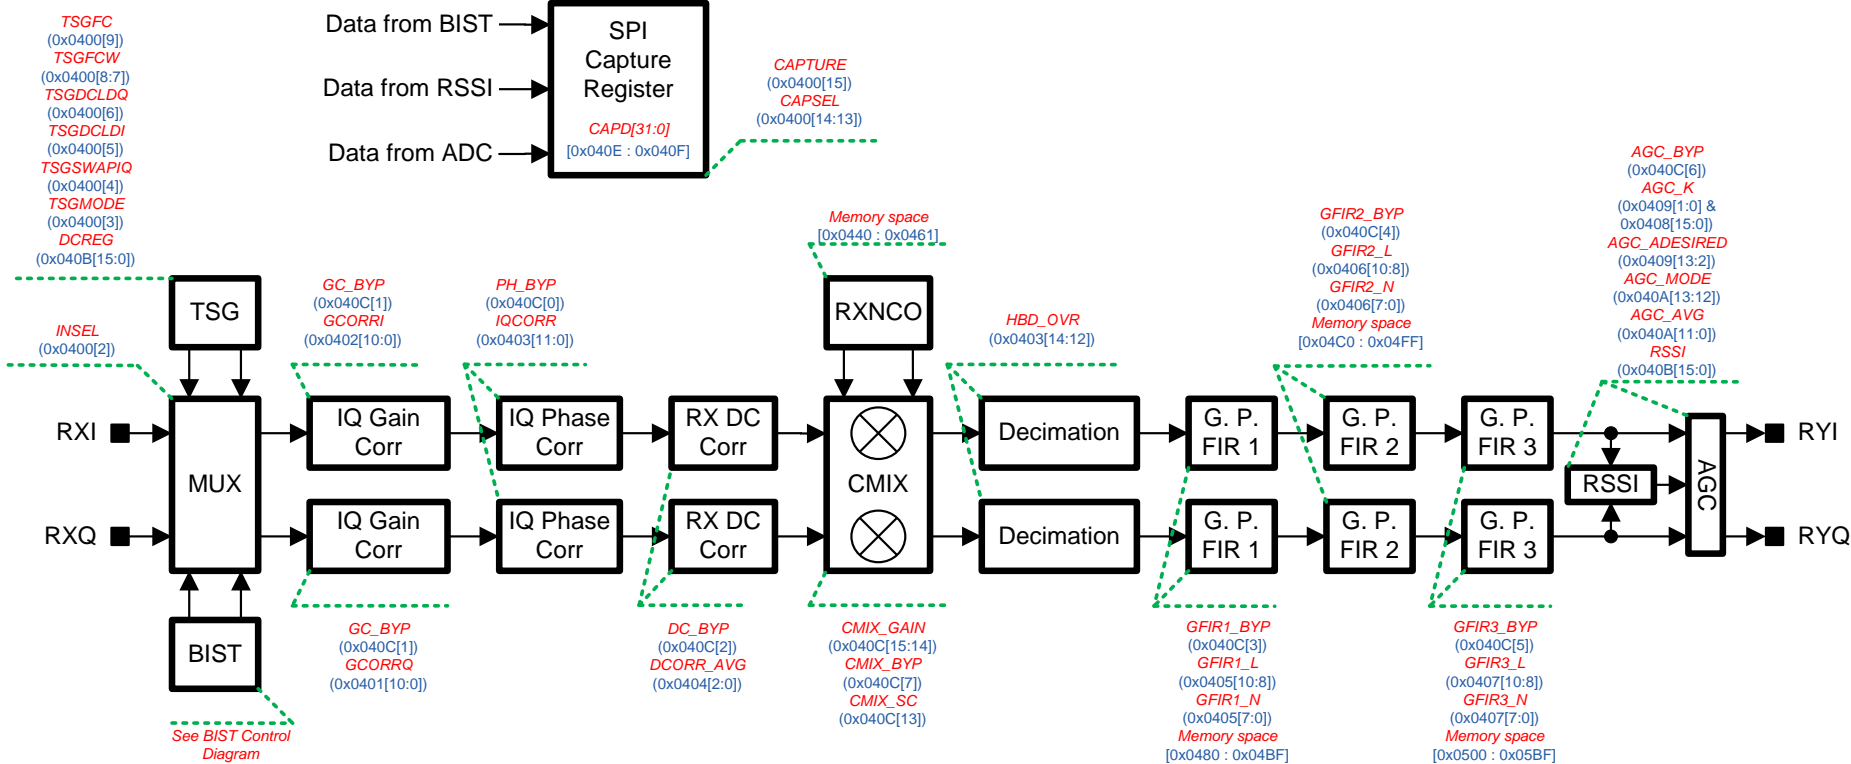 TSGFC
(0x0400[9])
TSGFCW
(0x0400[8:7])
TSGDCLDQ
(0x0400[6])
TSGDCLDI
(0x0400[5])
TSGSWAPIQ
(0x0400[4])
TSGMODE
(0x0400[3])
DCREG
(0x040B[15:0])
Data from BIST
Data from RSSI
Data from ADC
SPI
Capture
Register
CAPD[31:0]
[0x040E : 0x040F]
CAPTURE
(0x0400[15])
CAPSEL
(0x0400[14:13])
INSEL
(0x0400[2])
TSG
GC_BYP
(0x040C[1])
GCORRI
(0x0402[10:0])
PH_BYP
(0x040C[0])
IQCORR
(0x0403[11:0])
Memory space
[0x0440 : 0x0461]
RXNCO
HBD_OVR
(0x0403[14:12])
GFIR2_BYP
(0x040C[4])
GFIR2_L
(0x0406[10:8])
GFIR2_N
(0x0406[7:0])
Memory space
[0x04C0 : 0x04FF]
AGC_BYP
(0x040C[6])
AGC_K
(0x0409[1:0] &
0x0408[15:0])
AGC_ADESIRED
(0x0409[13:2])
AGC_MODE
(0x040A[13:12])
AGC_AVG
(0x040A[11:0])
RSSI
(0x040B[15:0])
RXI
RXQ
MUX
IQ Gain
Corr
IQ Phase
Corr
RX DC
Corr
CMIX
Decimation
G. P.
FIR 1
G. P.
FIR 2
G. P.
FIR 3
RSSI
AGC
RYI
RYQ
IQ Gain
Corr
IQ Phase
Corr
RX DC
Corr
Decimation
G. P.
FIR 1
G. P.
FIR 2
G. P.
FIR 3
BIST
See BIST Control
Diagram
GC_BYP
(0x040C[1])
GCORRQ
(0x0401[10:0])
DC_BYP
(0x040C[2])
DCORR_AVG
(0x0404[2:0])
CMIX_GAIN
(0x040C[15:14])
CMIX_BYP
(0x040C[7])
CMIX_SC
(0x040C[13])
GFIR1_BYP
(0x040C[3])
GFIR1_L
(0x0405[10:8])
GFIR1_N
(0x0405[7:0])
Memory space
[0x0480 : 0x04BF]
GFIR3_BYP
(0x040C[5])
GFIR3_L
(0x0407[10:8])
GFIR3_N
(0x0407[7:0])
Memory space
[0x0500 : 0x05BF]